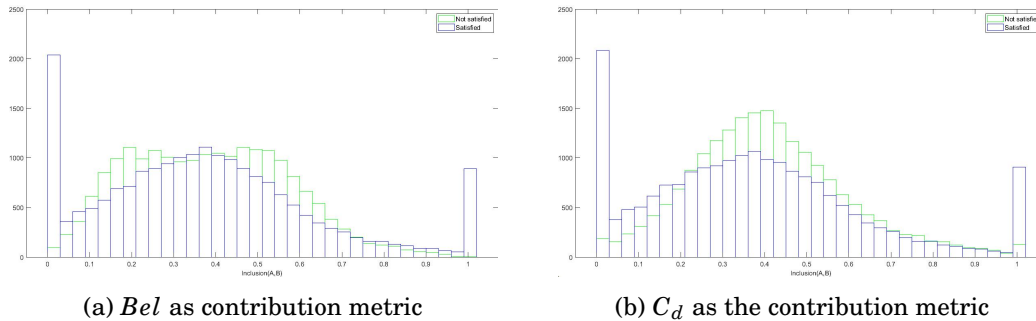 2500
2000
1500
1000
500
0
0 0.1 0.2 0.3 0.4 0.5 0.6 0.7 0.8 0.9 1
Inclusion(A,B)
Not satisfied
Satisfied
(a) Bel as contribution metric
2500
2000
1500
1000
500
0
0 0.1 0.2 0.3 0.4 0.5 0.6 0.7 0.8 0.9 1
Inclusion(A,B)
Not satisfied
Satisfied
(b) C_d as the contribution metric